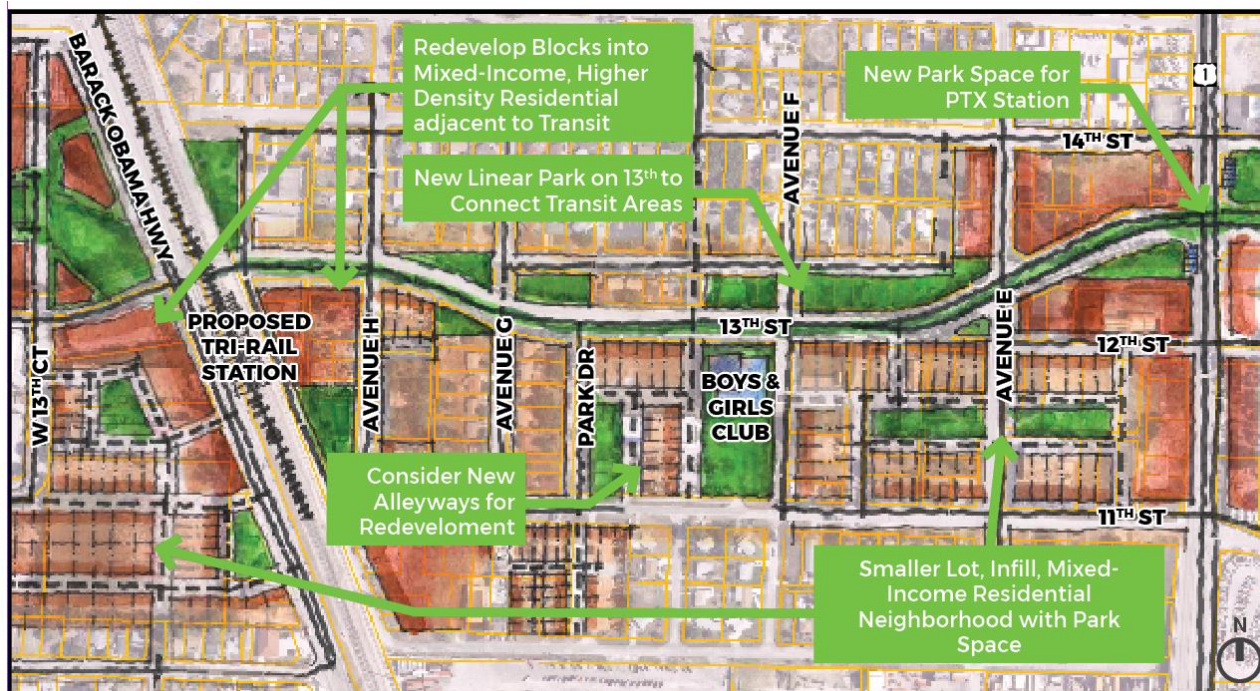 BARACK OBAMA HWY
Redevelop Blocks into
Mixed-Income, Higher
Density Residential
adjacent to Transit
New Linear Park on 13th to
Connect Transit Areas
AVENUE F
New Park Space for
PTX Station
1
14TH ST
W 13TH CT
PROPOSED
TRI-RAIL
STATION
AVENUE H
AVENUE G
PARK DR
13TH ST
BOYS &
GIRLS
CLUB
AVENUE E
12TH ST
Consider New
Alleyways for
Redeveloment
11TH ST
Smaller Lot, Infill, Mixed-
Income Residential
Neighborhood with Park
Space
N